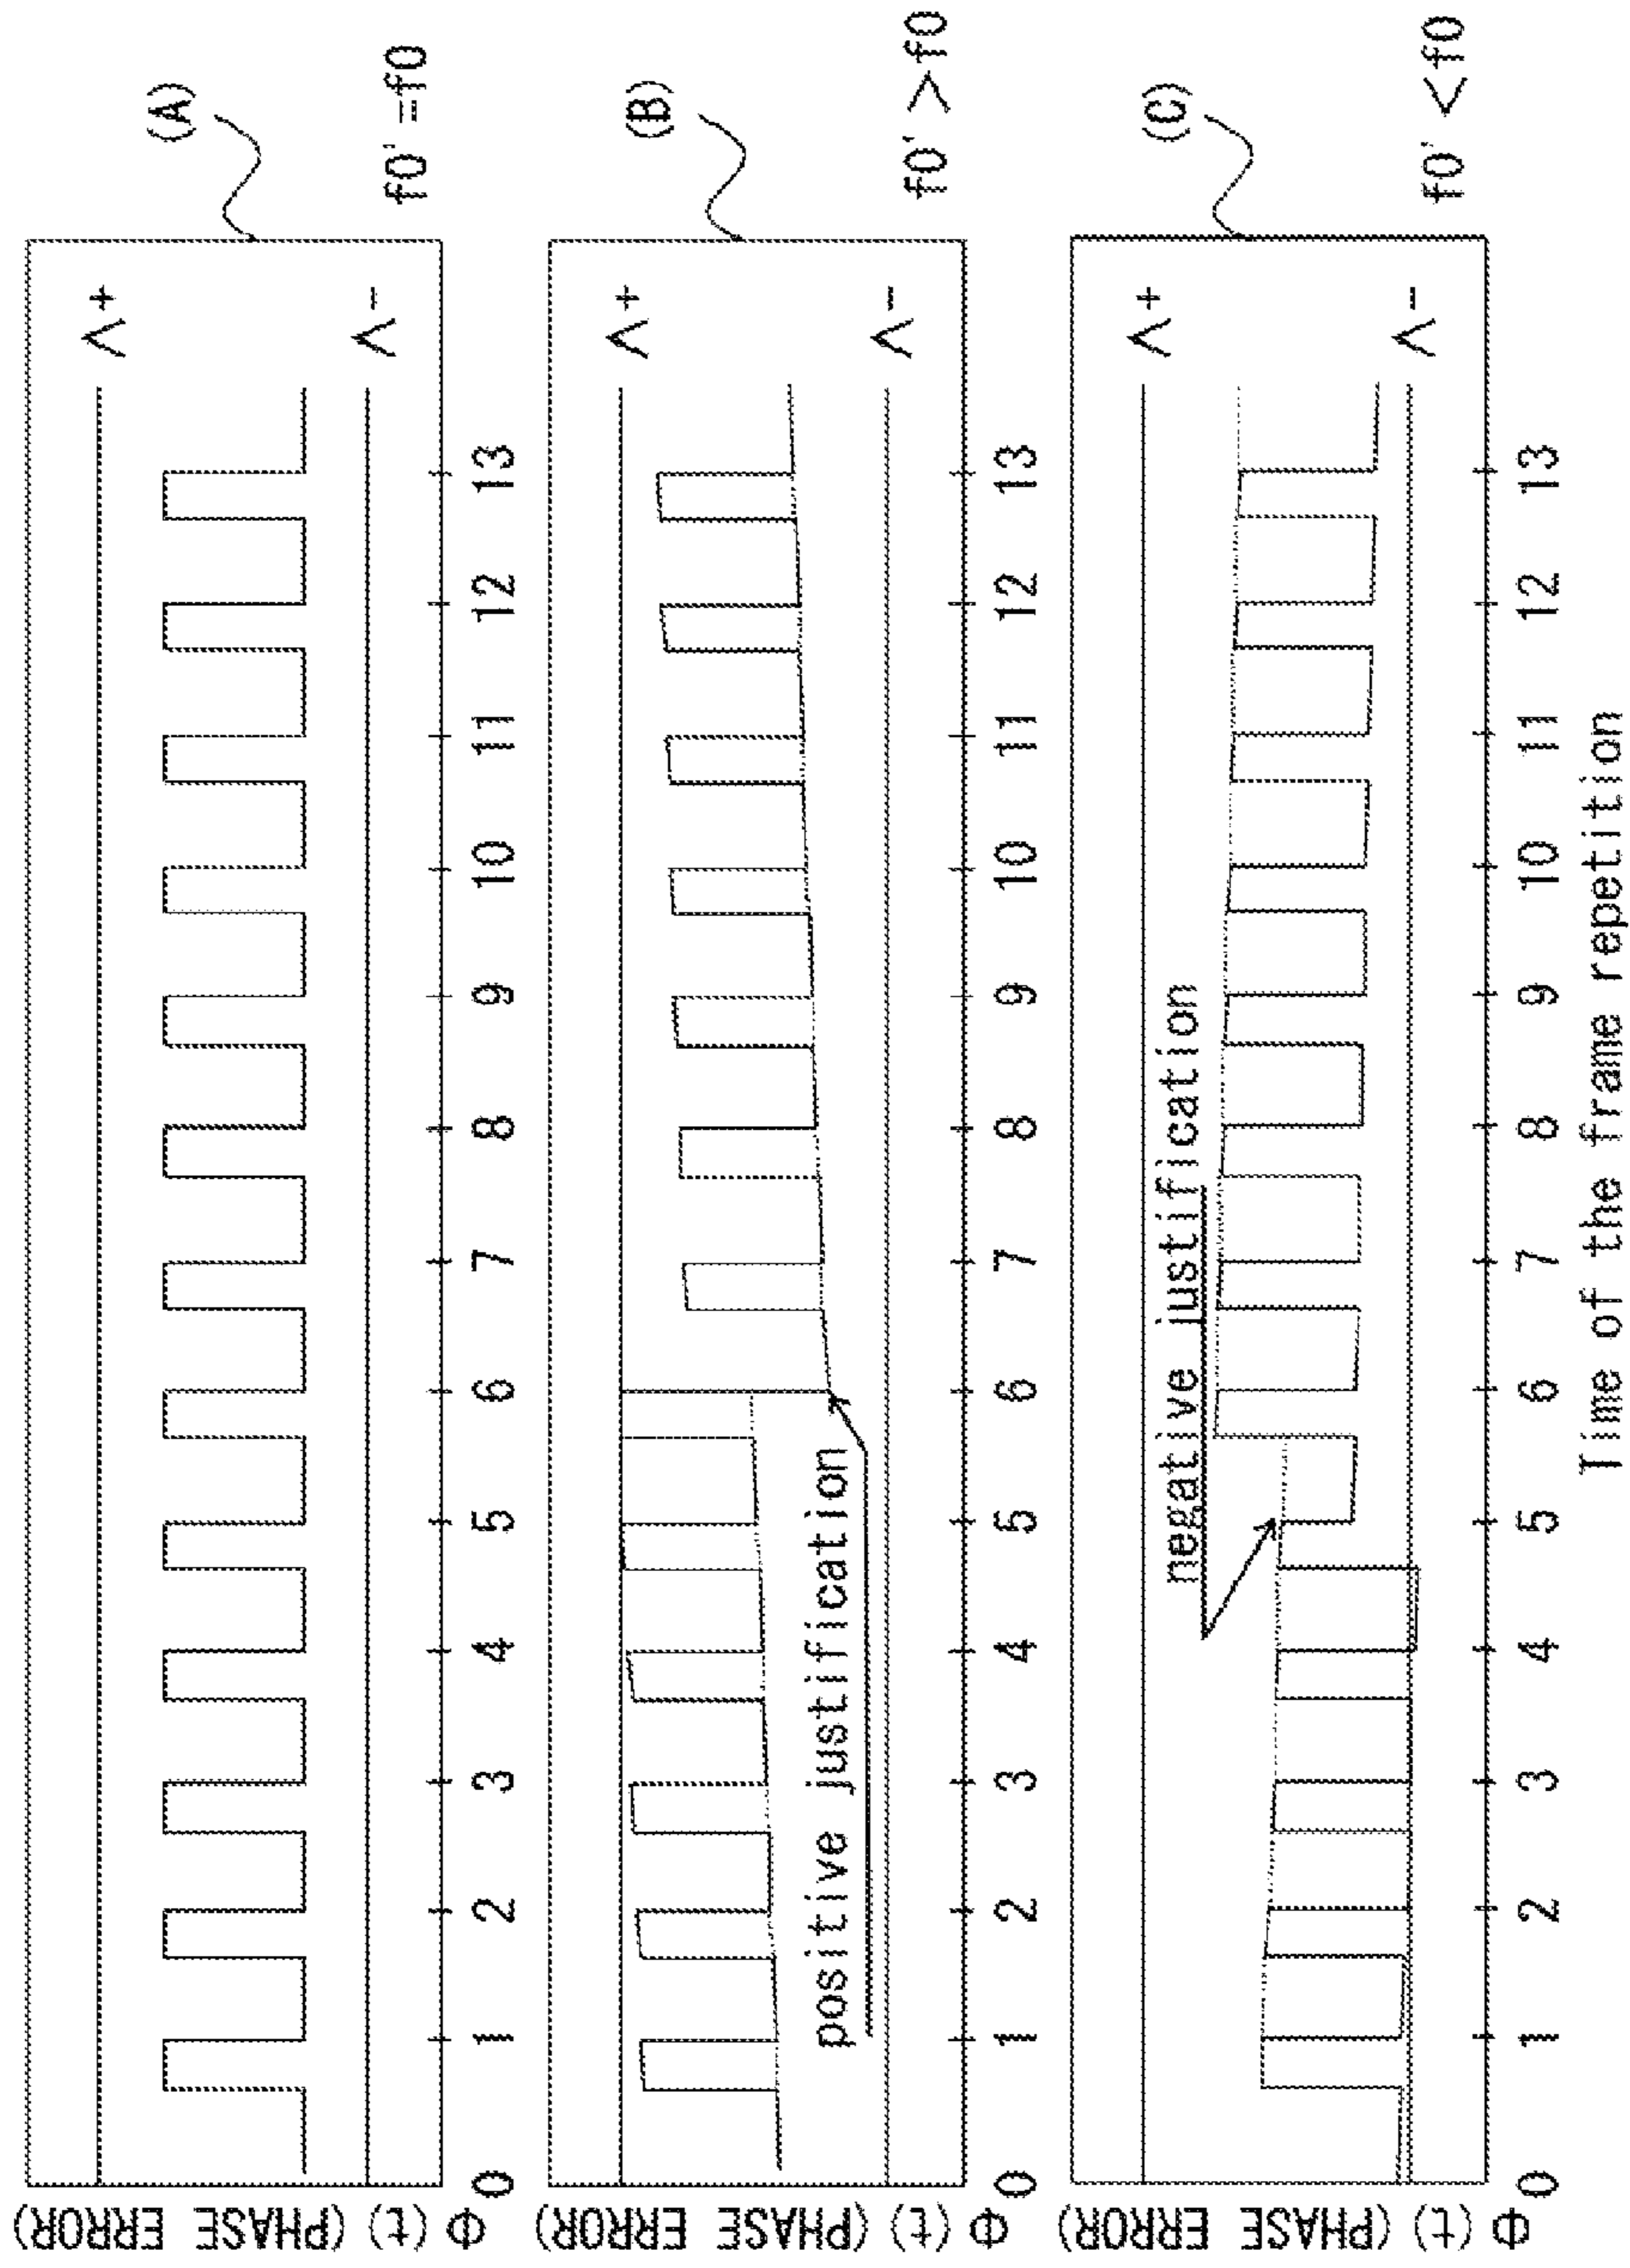 Φ(t)(PHASE ERROR)
Λ+
Λ-
(A)
f0'=f0
0 1 2 3 4 5 6 7 8 9 10 11 12 13
Φ(t)(PHASE ERROR)
Λ+
Λ-
positive justification
(B)
f0'>f0
0 1 2 3 4 5 6 7 8 9 10 11 12 13
Φ(t)(PHASE ERROR)
Λ+
Λ-
negative justification
(C)
f0'<f0
0 1 2 3 4 5 6 7 8 9 10 11 12 13
Time of the frame repetition